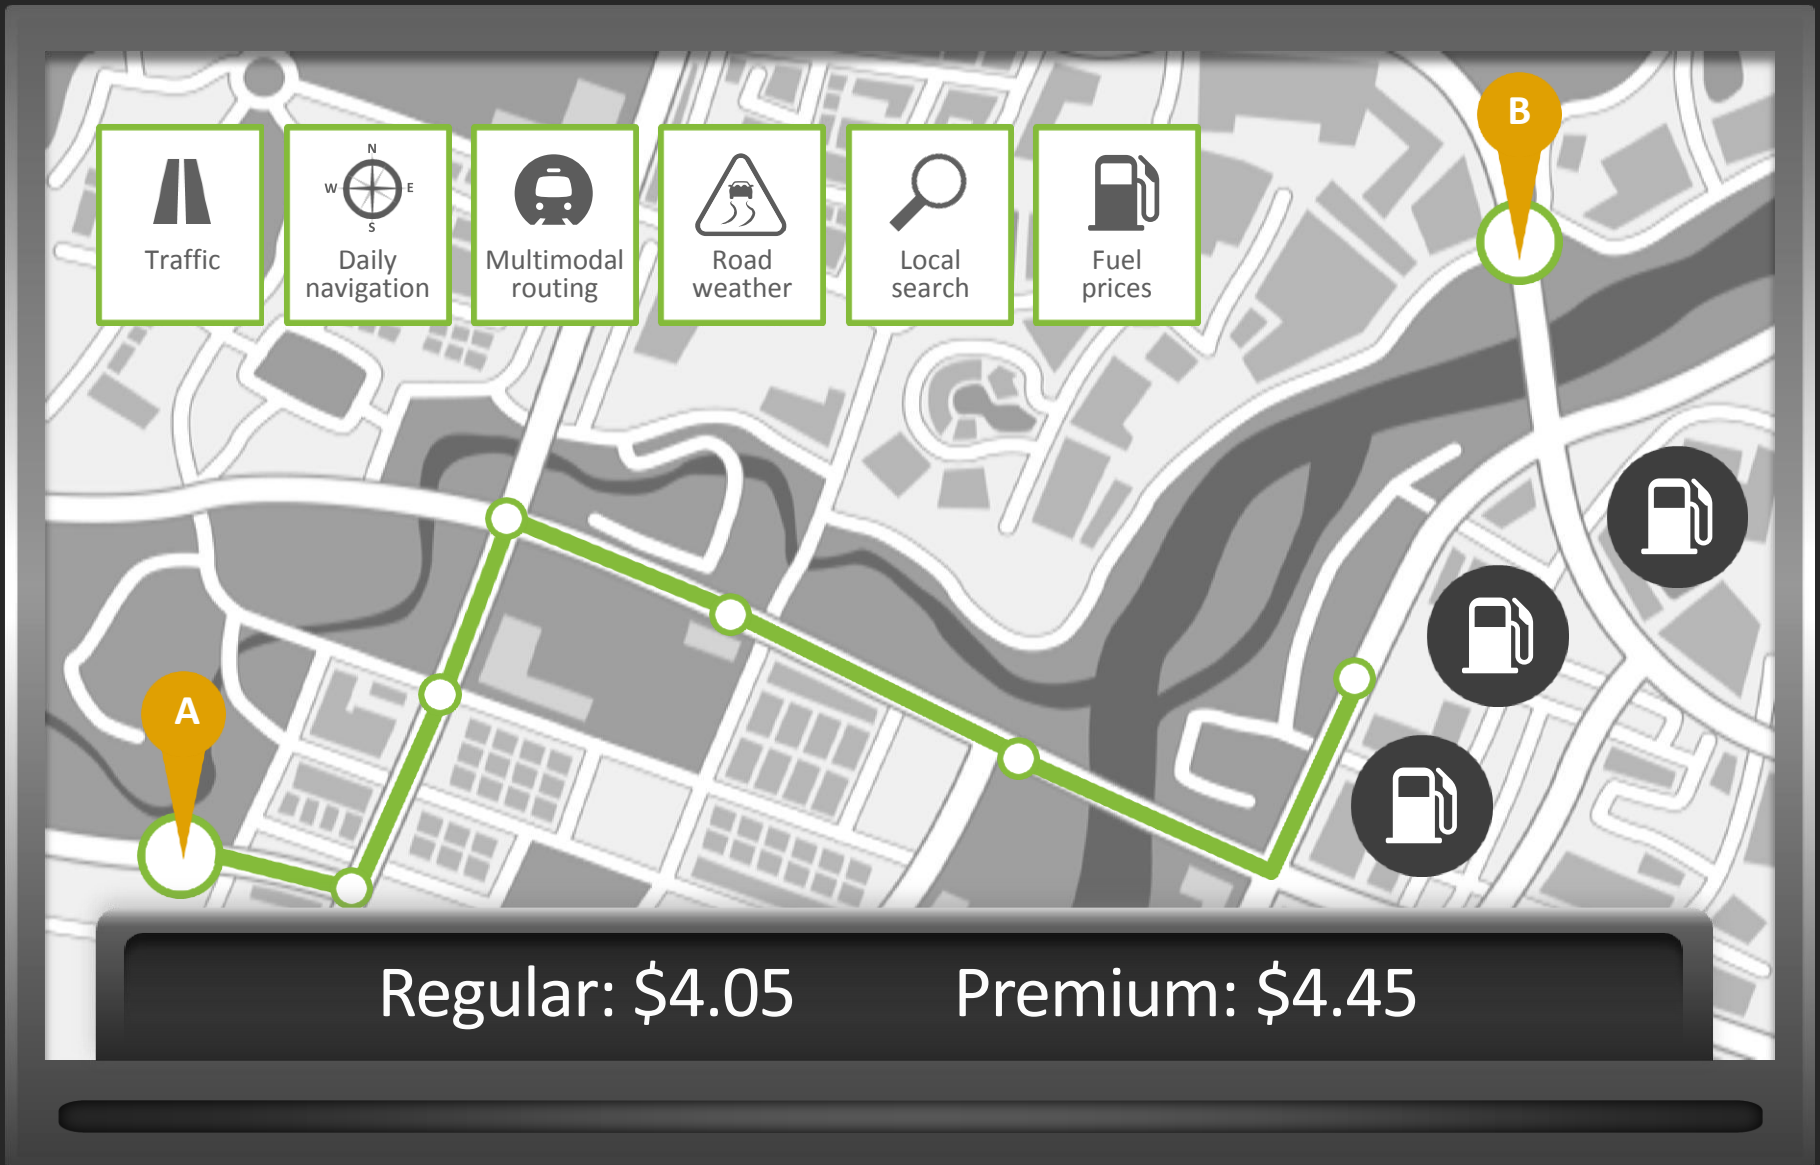 B
N
W E
S
Traffic
Daily
navigation
Multimodal
routing
Road
weather
Local
search
Fuel
prices
A
Regular: $4.05 Premium: $4.45